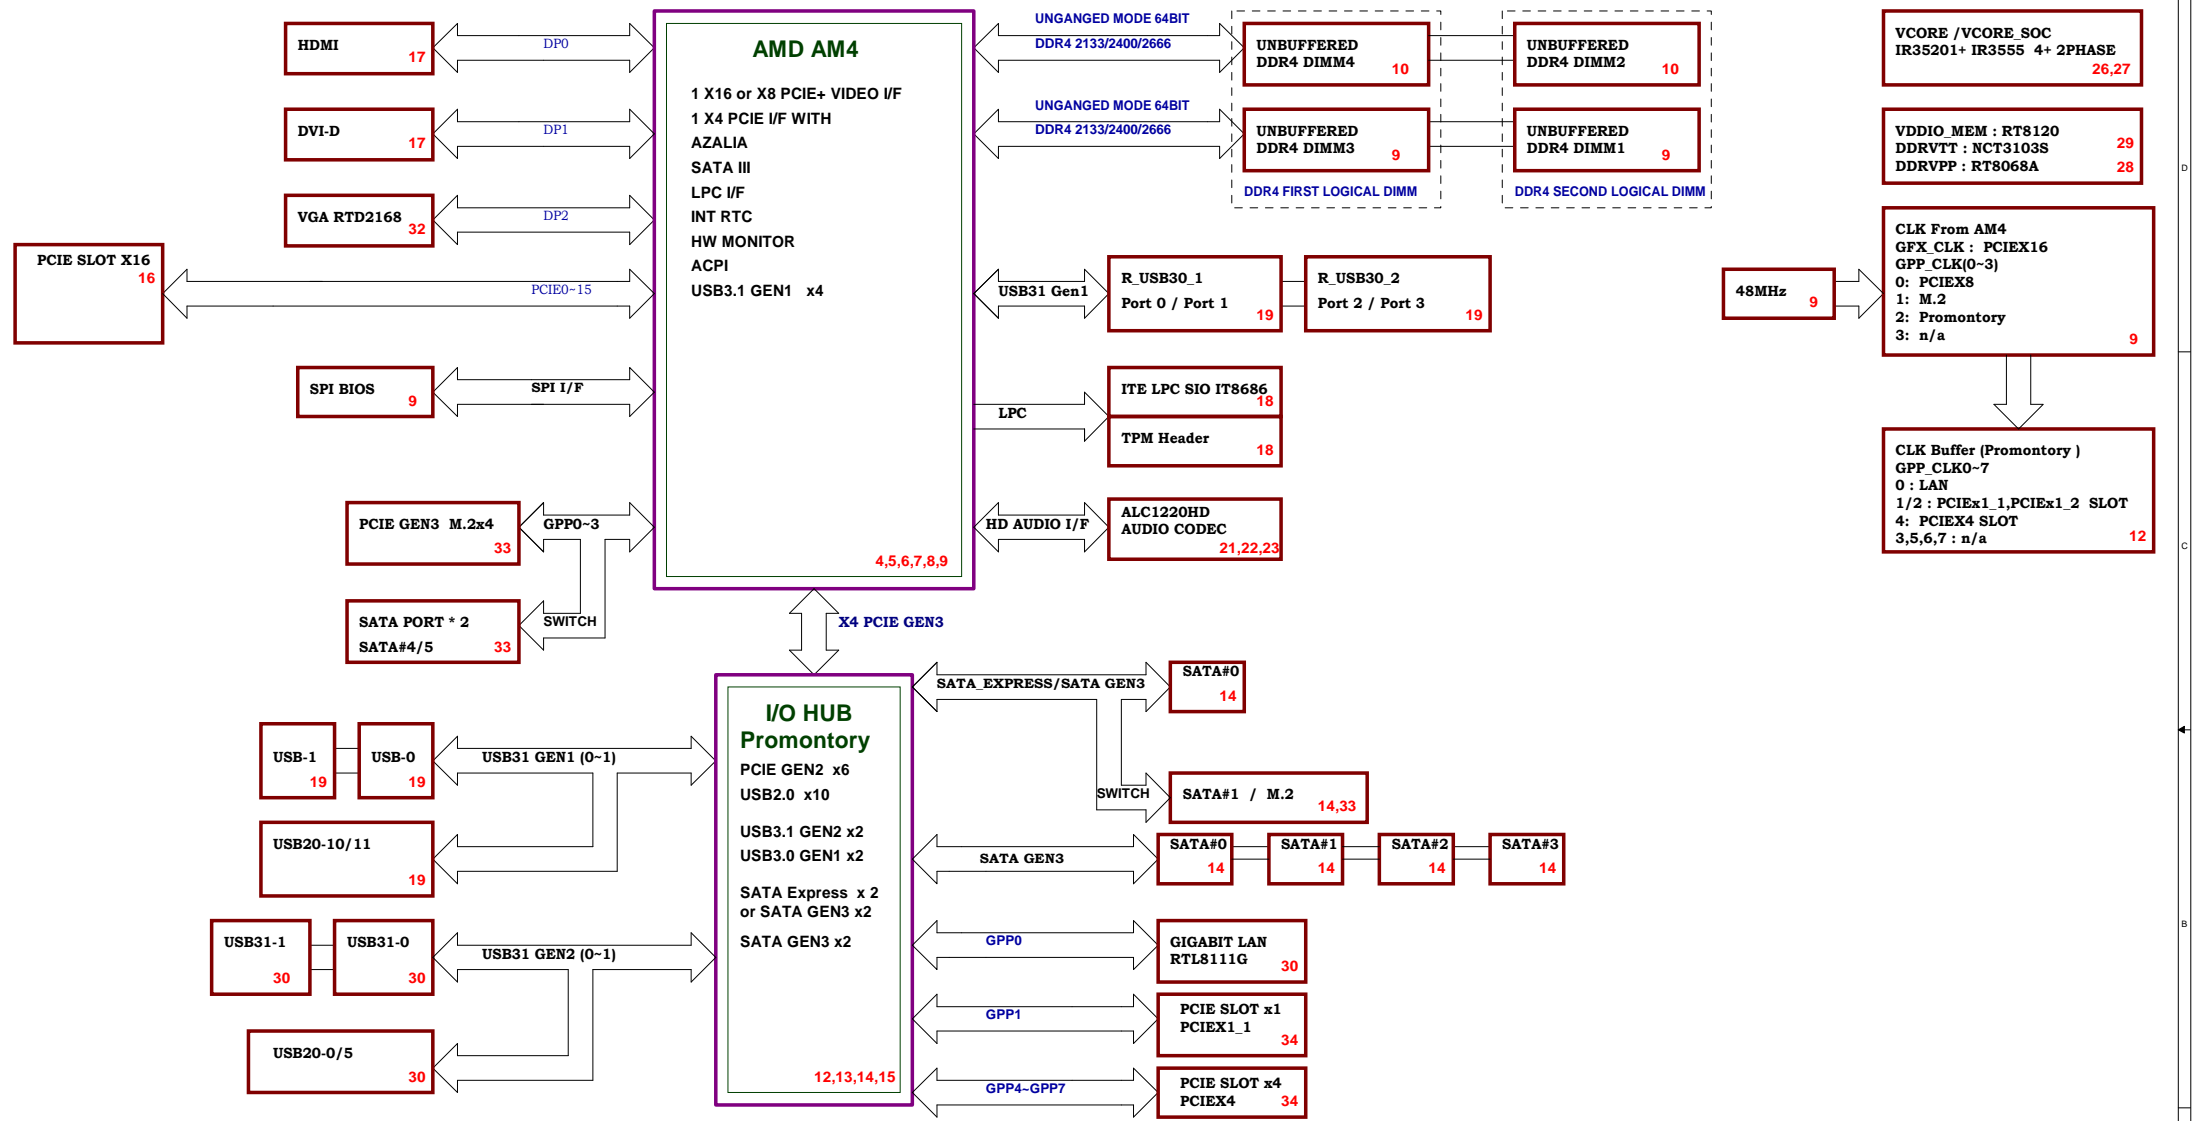 HDMI
17
DP0
DVI-D
17
DP1
VGA RTD2168
32
DP2
PCIE SLOT X16
16
PCIE0~15
SPI BIOS
9
SPI I/F
PCIE GEN3 M.2x4
33
GPP0~3
SATA PORT * 2
SATA#4/5
33
SWITCH
AMD AM4
1 X16 or X8 PCIE+ VIDEO I/F
1 X4 PCIE I/F WITH
AZALIA
SATA III
LPC I/F
INT RTC
HW MONITOR
ACPI
USB3.1 GEN1 x4
4,5,6,7,8,9
UNGANGED MODE 64BIT
DDR4 2133/2400/2666
UNBUFFERED
DDR4 DIMM4
10
UNBUFFERED
DDR4 DIMM2
10
UNGANGED MODE 64BIT
DDR4 2133/2400/2666
UNBUFFERED
DDR4 DIMM3
9
UNBUFFERED
DDR4 DIMM1
9
DDR4 FIRST LOGICAL DIMM
DDR4 SECOND LOGICAL DIMM
USB31 Gen1
R_USB30_1
Port 0 / Port 1
19
R_USB30_2
Port 2 / Port 3
19
LPC
ITE LPC SIO IT8686
18
TPM Header
18
HD AUDIO I/F
ALC1220HD
AUDIO CODEC
21,22,23
VCORE /VCORE_SOC
IR35201+ IR3555 4+ 2PHASE
26,27
VDDIO_MEM : RT8120
DDRVTT : NCT3103S
29
DDRVPP : RT8068A
28
48MHz
9
CLK From AM4
GFX_CLK : PCIEX16
GPP_CLK(0~3)
0: PCIEX8
1: M.2
2: Promontory
3: n/a
9
CLK Buffer (Promontory )
GPP_CLK0~7
0 : LAN
1/2 : PCIEx1_1,PCIEx1_2 SLOT
4: PCIEX4 SLOT
3,5,6,7 : n/a
12
D
C
B
X4 PCIE GEN3
I/O HUB
Promontory
PCIE GEN2 x6
USB2.0 x10
USB3.1 GEN2 x2
USB3.0 GEN1 x2
SATA Express x 2
or SATA GEN3 x2
SATA GEN3 x2
12,13,14,15
USB-1
19
USB-0
19
USB31 GEN1 (0~1)
USB20-10/11
19
USB31-1
30
USB31-0
30
USB31 GEN2 (0~1)
USB20-0/5
30
SATA_EXPRESS/SATA GEN3
SATA#0
14
SWITCH
SATA#1 / M.2
14,33
SATA GEN3
SATA#0
14
SATA#1
14
SATA#2
14
SATA#3
14
GPP0
GIGABIT LAN
RTL8111G
30
GPP1
PCIE SLOT x1
PCIEX1_1
34
GPP4~GPP7
PCIE SLOT x4
PCIEX4
34